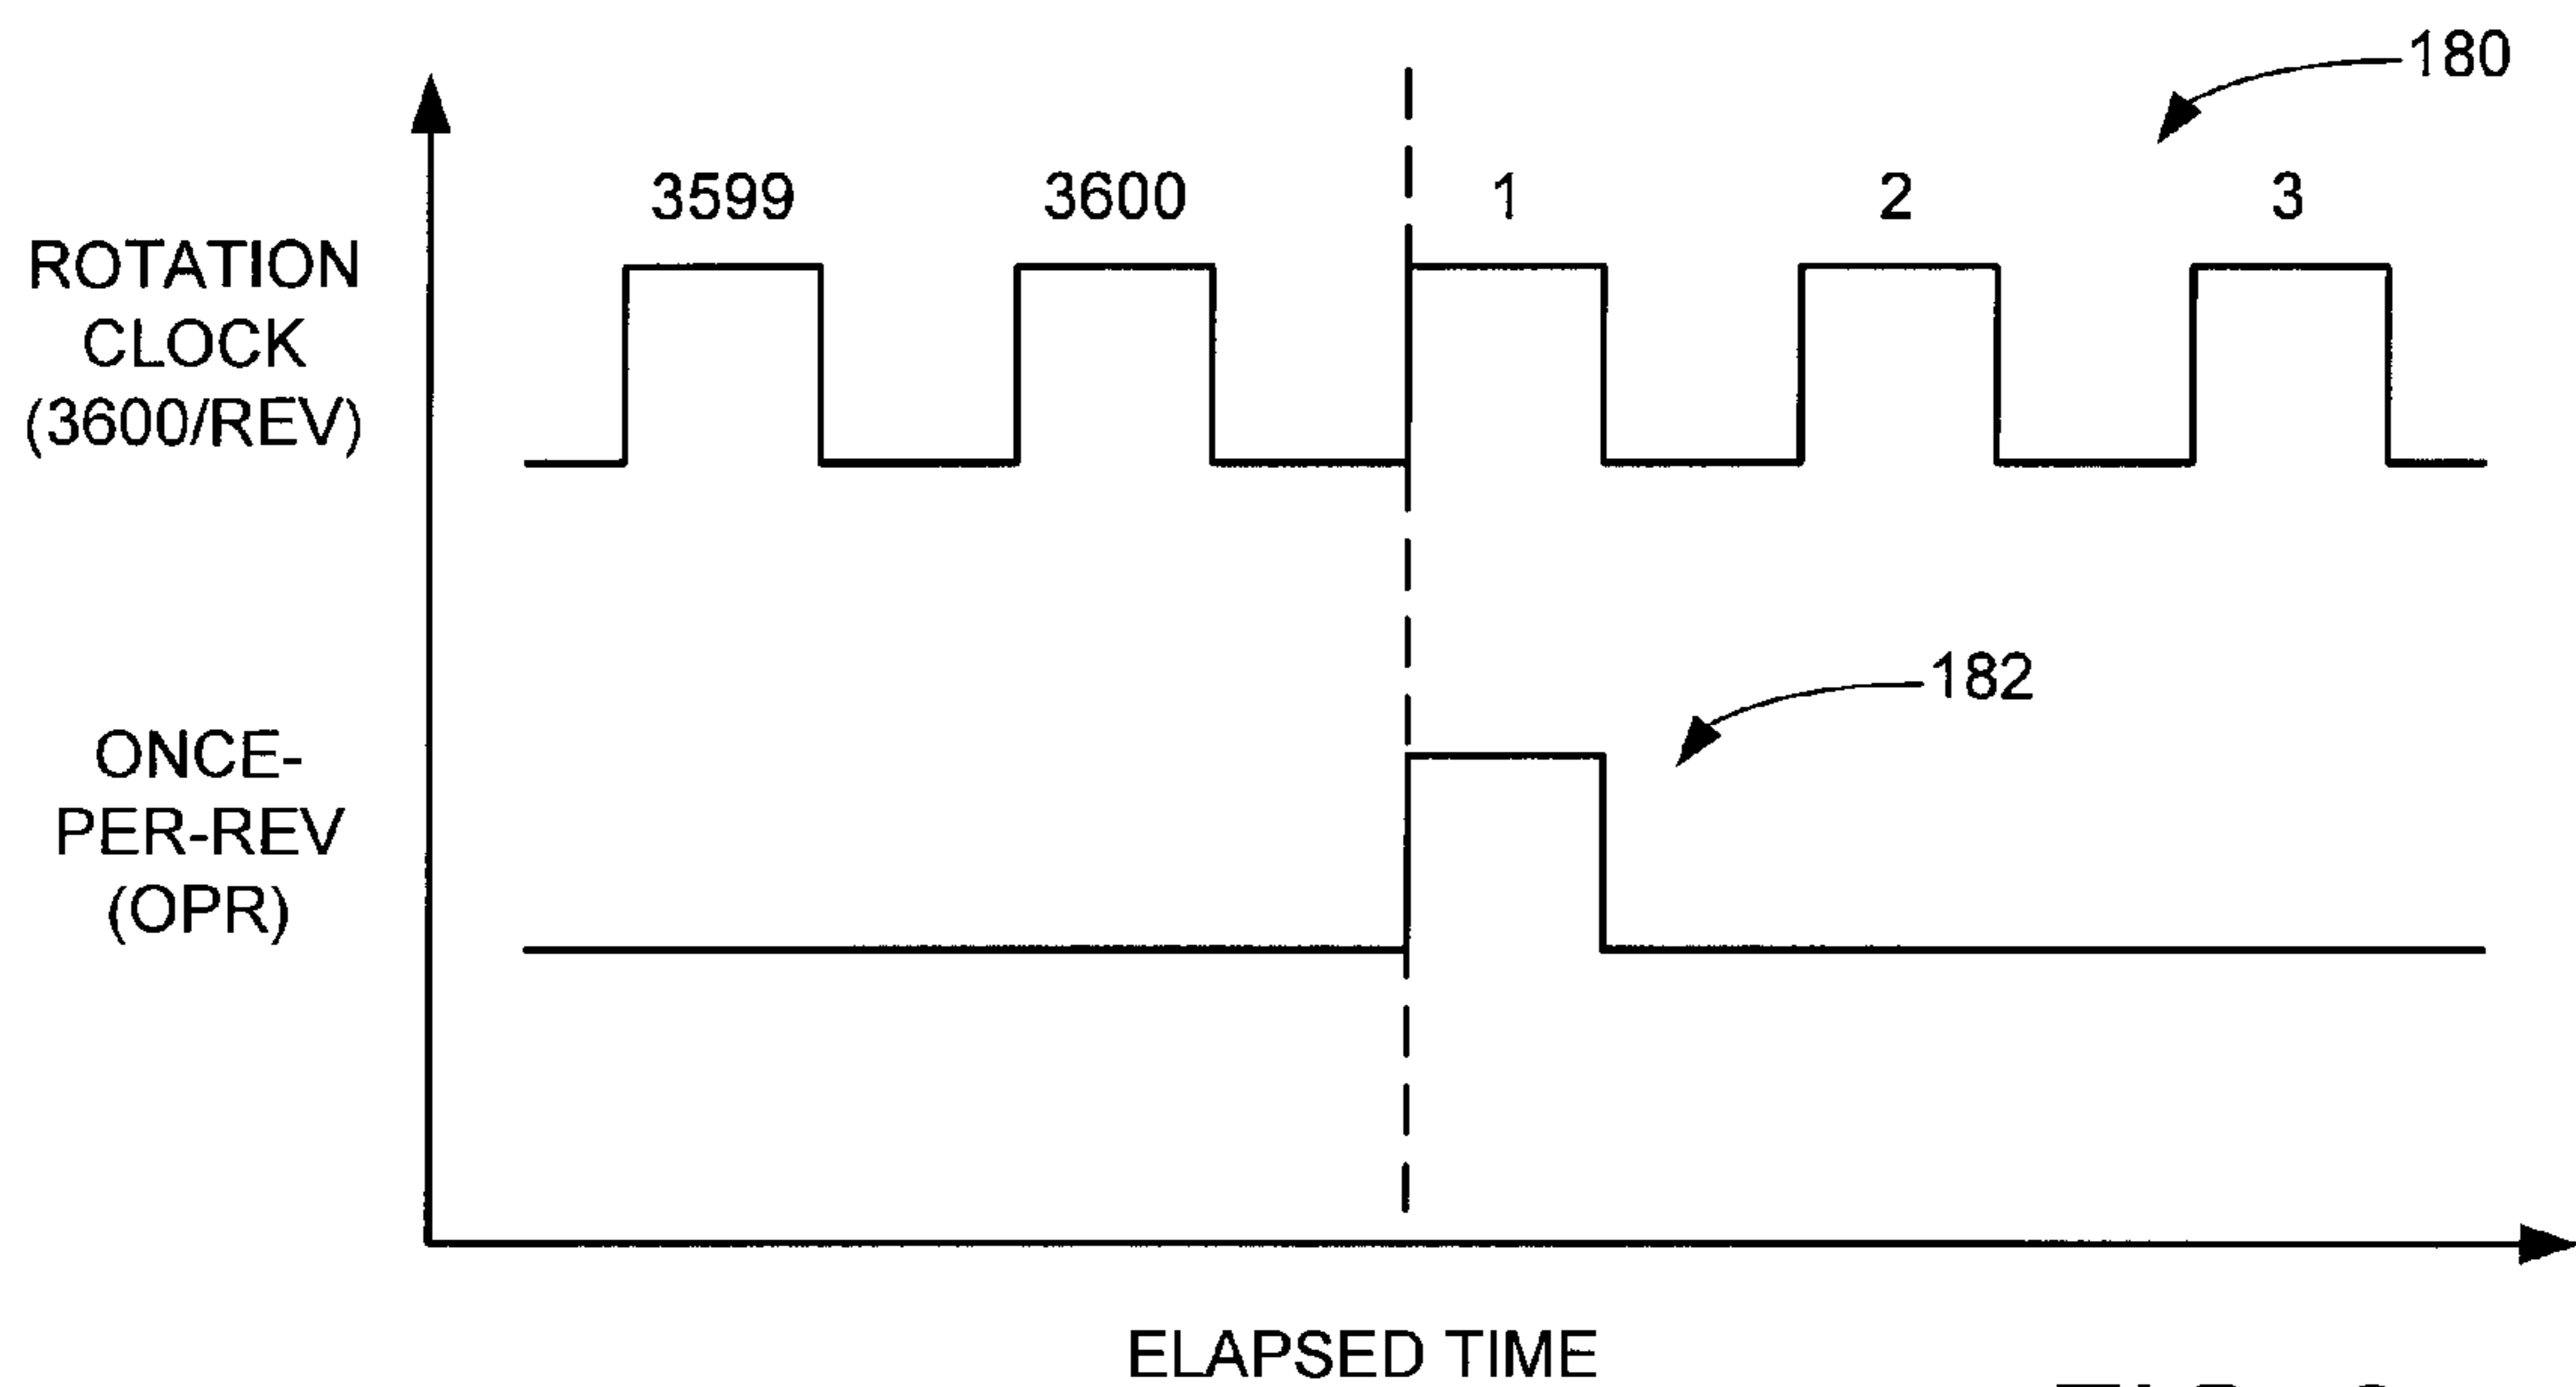 180
3599 3600 1 2 3
ROTATION
CLOCK
(3600/REV)
182
ONCE-
PER-REV
(OPR)
ELAPSED TIME